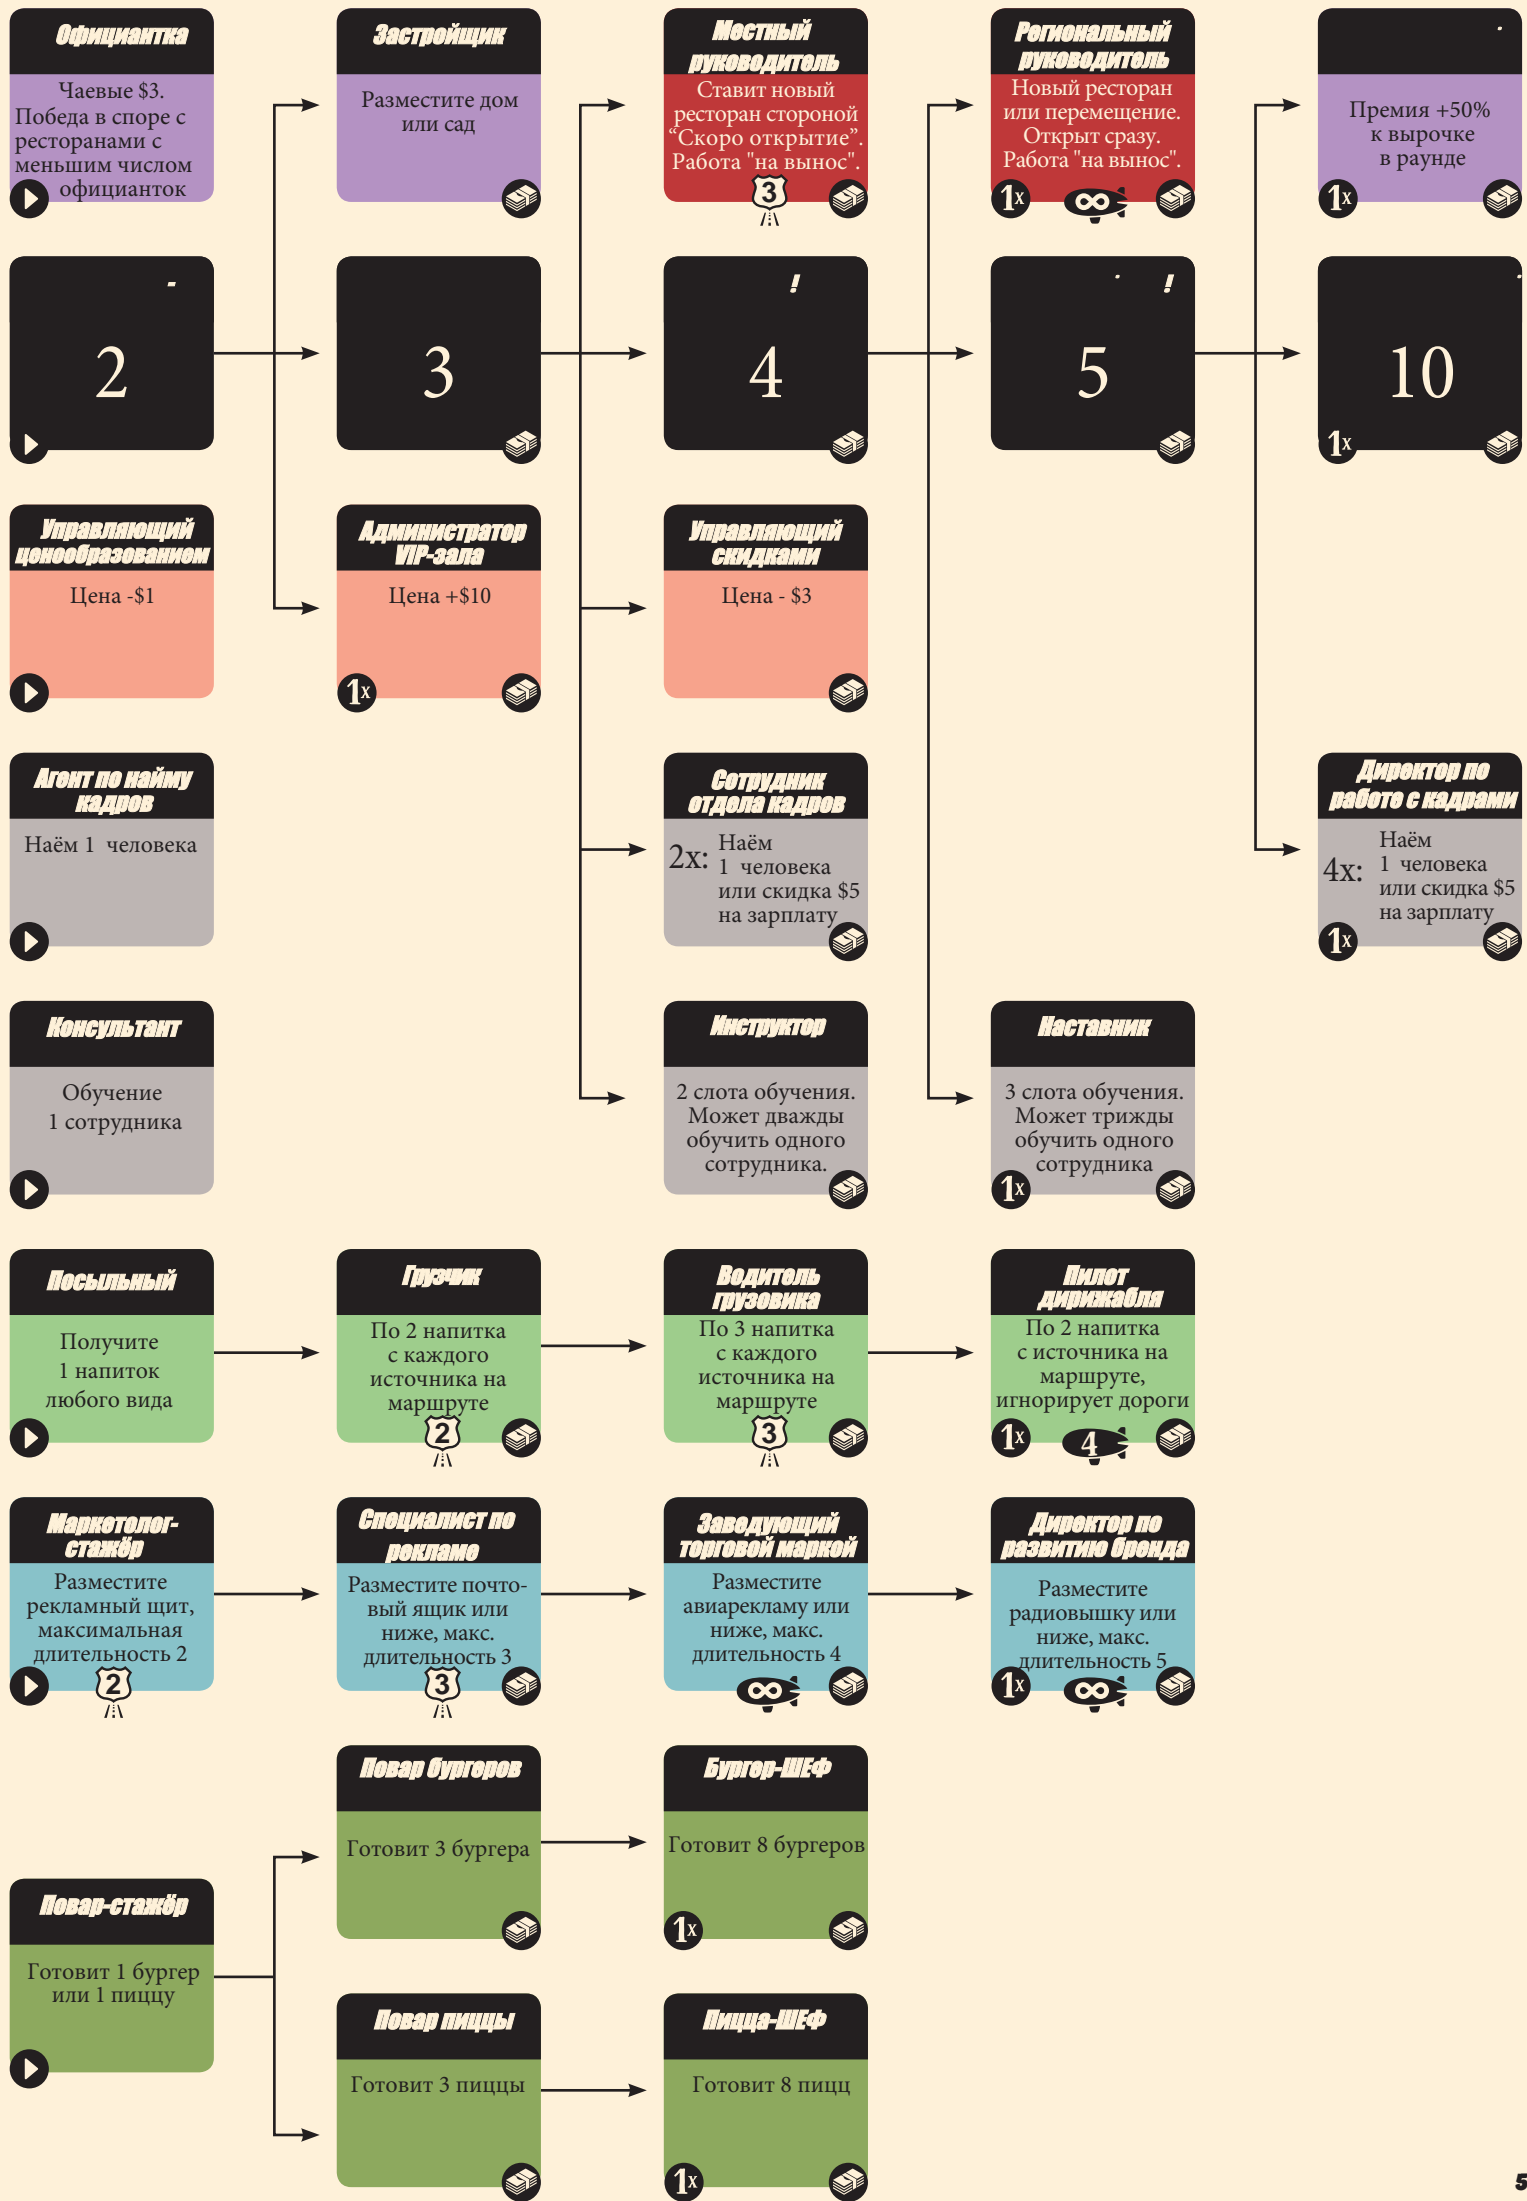 Официантка
Чаевые $3.
Победа в споре с
ресторанами с
меньшим числом
официанток
Застройщик
Разместите дом
или сад
Местный
руководитель
Ставит новый
ресторан стороной
“Скоро открытие”.
Работа "на вынос".
3
Региональный
руководитель
Новый ресторан
или перемещение.
Открыт сразу.
Работа "на вынос".
1x
∞
.
Премия +50%
к вырочке
в раунде
1x
-
2
3
!
4
. !
5
.
10
1x
Управляющий
ценообразованием
Цена -$1
Администратор
VIP-зала
Цена +$10
1x
Управляющий
скидками
Цена - $3
Агент по найму
кадров
Наём 1 человека
Сотрудник
отдела кадров
2x:
Наём
1 человека
или скидка $5
на зарплату
Директор по
работе с кадрами
4x:
Наём
1 человека
или скидка $5
на зарплату
1x
Консультант
Обучение
1 сотрудника
Инструктор
2 слота обучения.
Может дважды
обучить одного
сотрудника.
Наставник
3 слота обучения.
Может трижды
обучить одного
сотрудника
1x
Посыльный
Получите
1 напиток
любого вида
Грузчик
По 2 напитка
с каждого
источника на
маршруте
2
Водитель
грузовика
По 3 напитка
с каждого
источника на
маршруте
3
Пилот
дирижабля
По 2 напитка
с источника на
маршруте,
игнорирует дороги
1x
4
Маркетолог-
стажёр
Разместите
рекламный щит,
максимальная
длительность 2
2
Специалист по
рекламе
Разместите почто-
вый ящик или
ниже, макс.
длительность 3
3
Заведующий
торговой маркой
Разместите
авиарекламу или
ниже, макс.
длительность 4
∞
Директор по
развитию бренда
Разместите
радиовышку или
ниже, макс.
длительность 5
1x
∞
Повар бургеров
Готовит 3 бургера
Бургер-ШЕФ
Готовит 8 бургеров
1x
Повар-стажёр
Готовит 1 бургер
или 1 пиццу
Повар пиццы
Готовит 3 пиццы
Пицца-ШЕФ
Готовит 8 пицц
1x
5